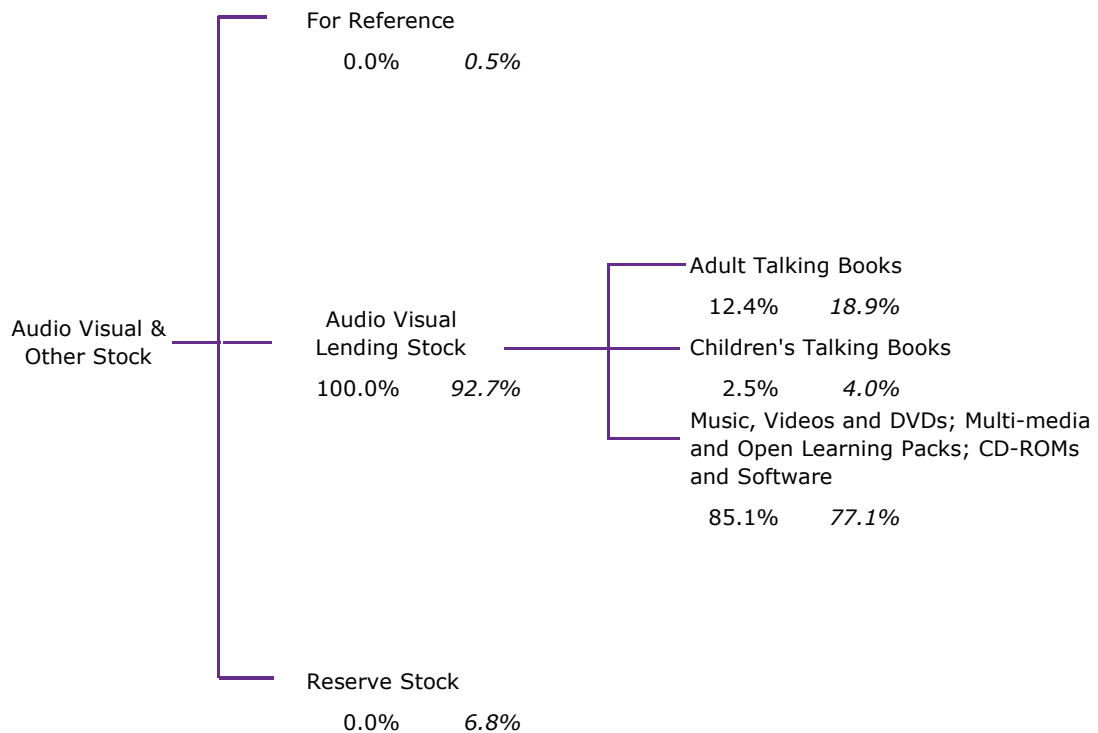 For Reference
0.0% 0.5%
Audio Visual &
Other Stock
Audio Visual
Lending Stock
100.0% 92.7%
Adult Talking Books
12.4% 18.9%
Children's Talking Books
2.5% 4.0%
Music, Videos and DVDs; Multi-media
and Open Learning Packs; CD-ROMs
and Software
85.1% 77.1%
Reserve Stock
0.0% 6.8%